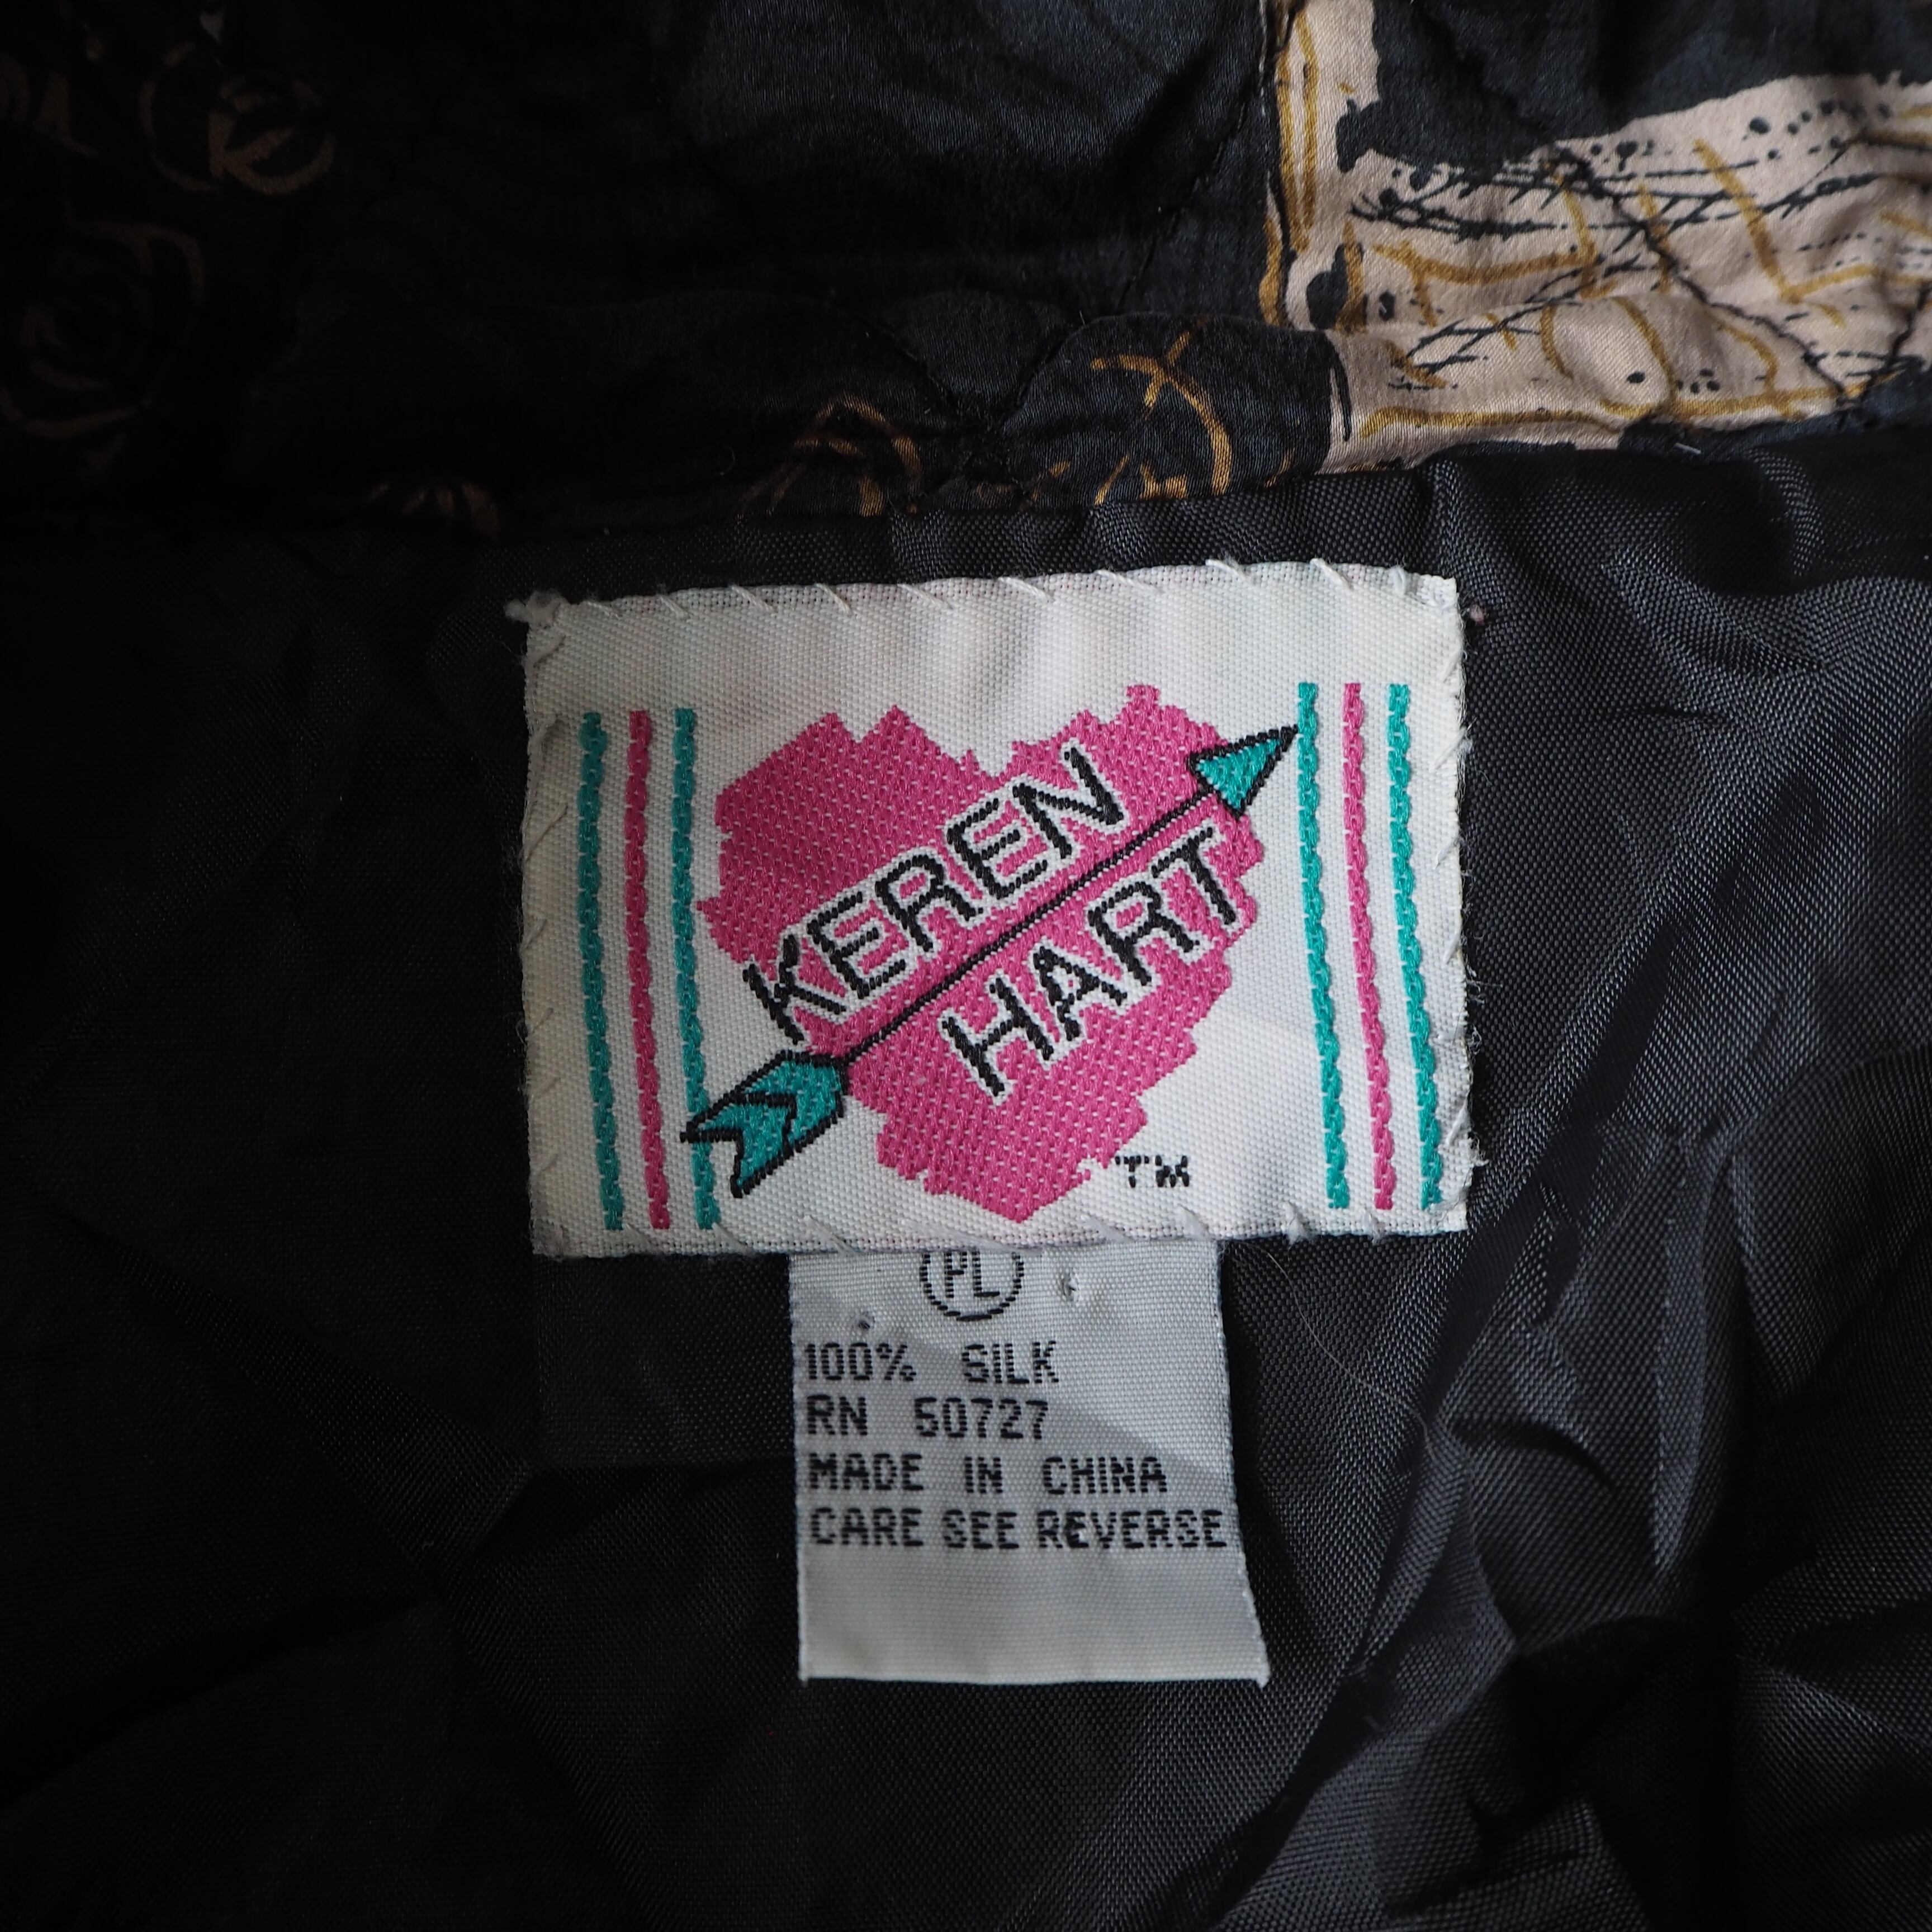 KEREN
HART
TM
PL
100% SILK
RN 50727
MADE IN CHINA
CARE SEE REVERSE